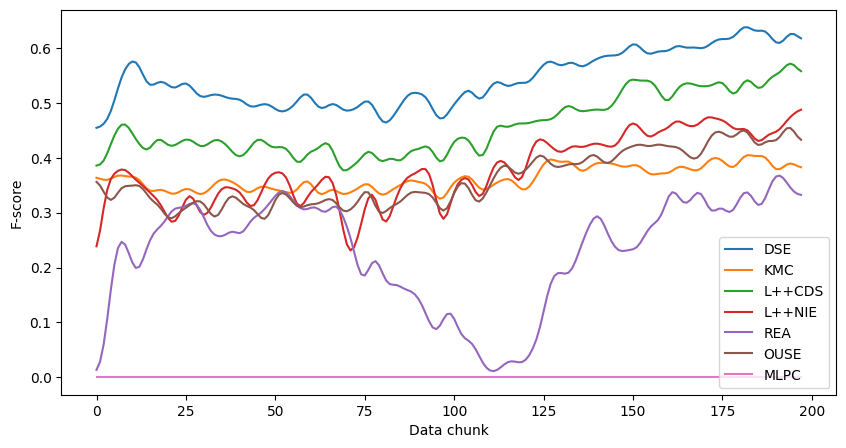 F-score
0.6
0.5
0.4
0.3
0.2
0.1
0.0
0
25
50
75
100
125
150
175
200
Data chunk
DSE
KMC
L++CDS
L++NIE
REA
OUSE
MLPC